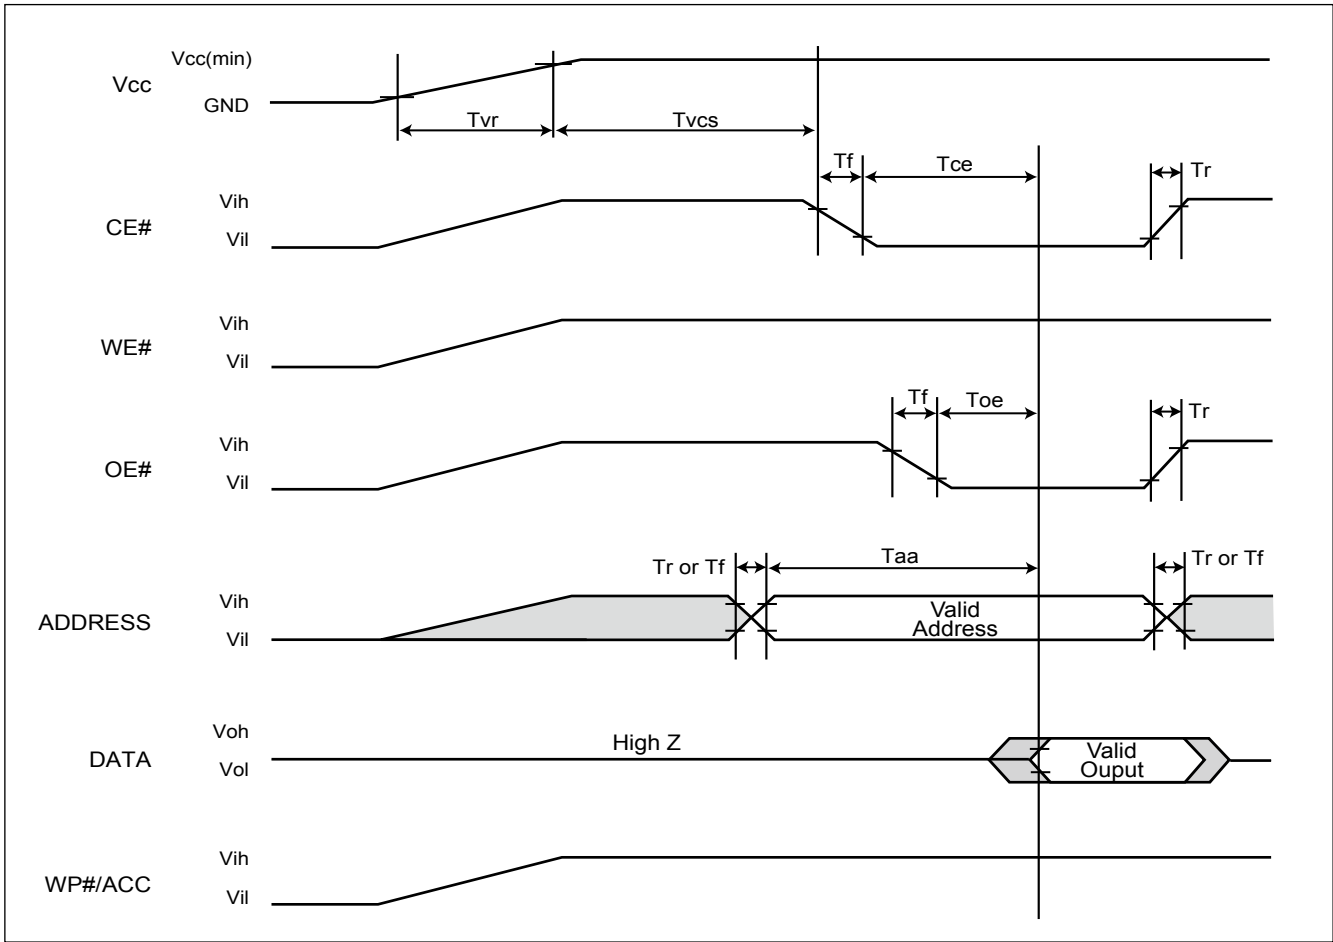 Vcc(min)
Vcc
GND
Tvr
Tvcs
Tf
Tce
Tr
Vih
CE#
Vil
Vih
WE#
Vil
Tf
Toe
Tr
Vih
OE#
Vil
Tr or Tf
Taa
Tr or Tf
Vih
ADDRESS
Vil
Valid
Address
Voh
DATA
Vol
High Z
Valid
Ouput
Vih
WP#/ACC
Vil